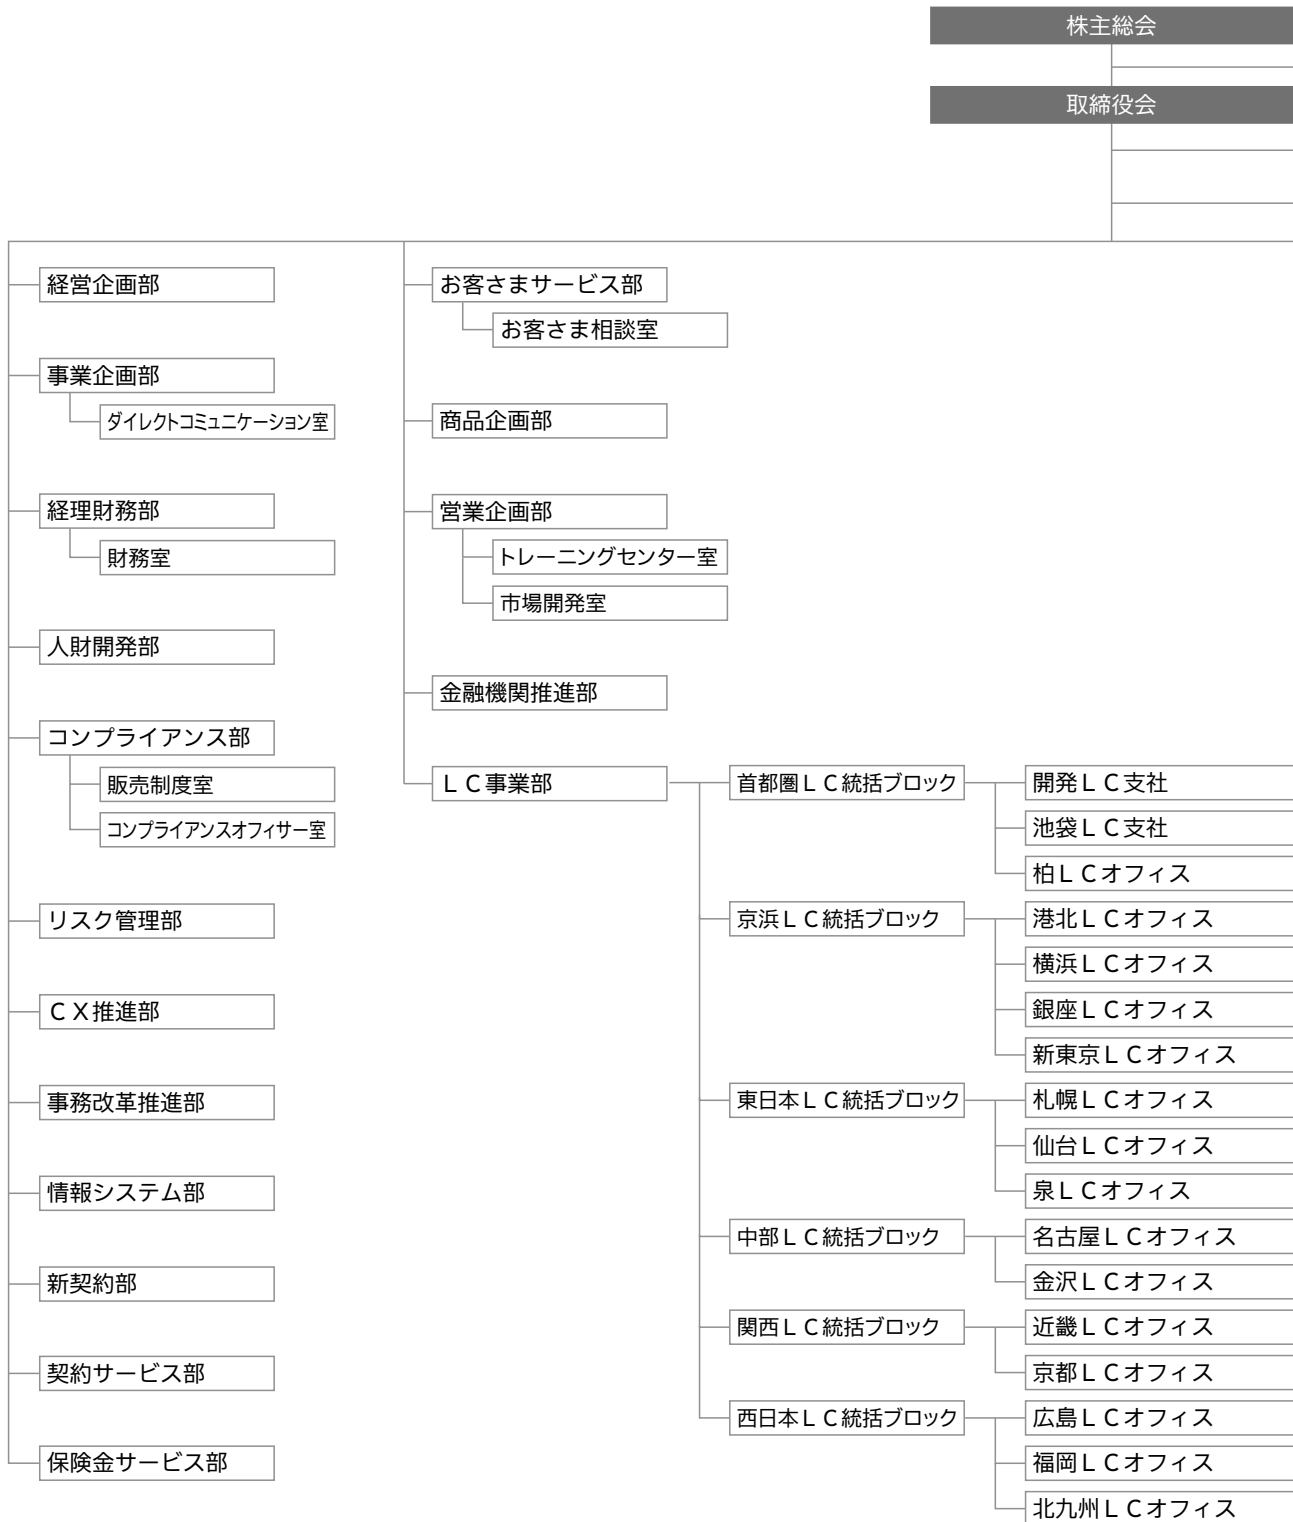 株主総会
取締役会
経営企画部
事業企画部
ダイレクトコミュニケーション室
経理財務部
財務室
人財開発部
コンプライアンス部
販売制度室
コンプライアンスオフィサー室
リスク管理部
ＣＸ推進部
事務改革推進部
情報システム部
新契約部
契約サービス部
保険金サービス部
お客さまサービス部
お客さま相談室
商品企画部
営業企画部
トレーニングセンター室
市場開発室
金融機関推進部
ＬＣ事業部
首都圏ＬＣ統括ブロック
開発ＬＣ支社
池袋ＬＣ支社
柏ＬＣオフィス
京浜ＬＣ統括ブロック
港北ＬＣオフィス
横浜ＬＣオフィス
銀座ＬＣオフィス
新東京ＬＣオフィス
東日本ＬＣ統括ブロック
札幌ＬＣオフィス
仙台ＬＣオフィス
泉ＬＣオフィス
中部ＬＣ統括ブロック
名古屋ＬＣオフィス
金沢ＬＣオフィス
関西ＬＣ統括ブロック
近畿ＬＣオフィス
京都ＬＣオフィス
西日本ＬＣ統括ブロック
広島ＬＣオフィス
福岡ＬＣオフィス
北九州ＬＣオフィス